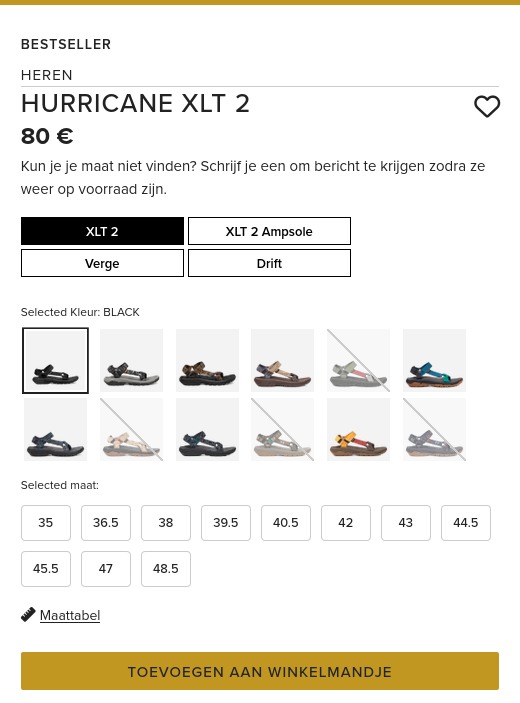 BESTSELLER
HEREN
HURRICANE XLT 2
80 €
Kun je je maat niet vinden? Schrijf je een om bericht te krijgen zodra ze
weer op voorraad zijn.
XLT 2 XLT 2 Ampsole
Verge Drift
Selected Kleur: BLACK
Selected maat:
35 36.5 38 39.5 40.5 42 43 44.5
45.5 47 48.5
Maattabel
TOEVOEGEN AAN WINKELMANDJE